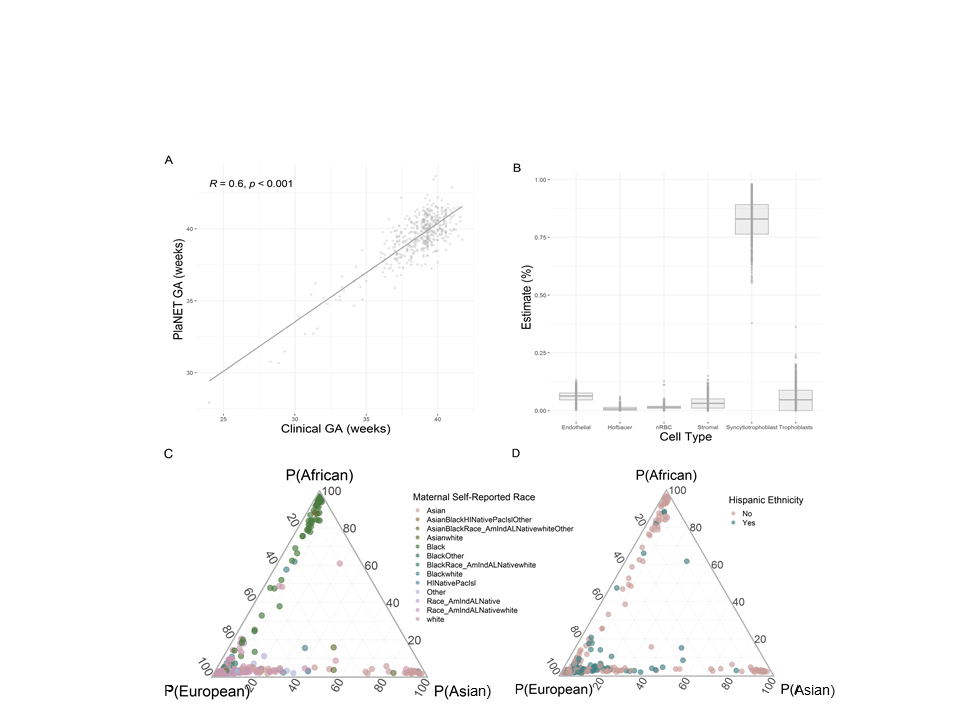 A
R = 0.6, p < 0.001
PlaNET GA (weeks)
40
35
30
25
30
35
40
Clinical GA (weeks)
B
Estimate (%)
1.00
0.75
0.50
0.25
0.00
Endothelial Hofbauer nRBC Stromal Syncytiotrophoblast Trophoblasts
Cell Type
C
P(African)
100
80
60
40
20
20
40
60
80
100
20
40
60
80
100
P(European)
P(Asian)
Maternal Self-Reported Race
Asian
AsianBlackHINativePacIslOther
AsianBlackRace_AmIndALNativewhiteOther
Asianwhite
Black
BlackOther
BlackRace_AmIndALNativewhite
Blackwhite
HINativePacIsl
Other
Race_AmIndALNative
Race_AmIndALNativewhite
white
D
P(African)
100
80
60
40
20
20
40
60
80
100
20
40
60
80
100
P(European)
P(Asian)
Hispanic Ethnicity
No
Yes